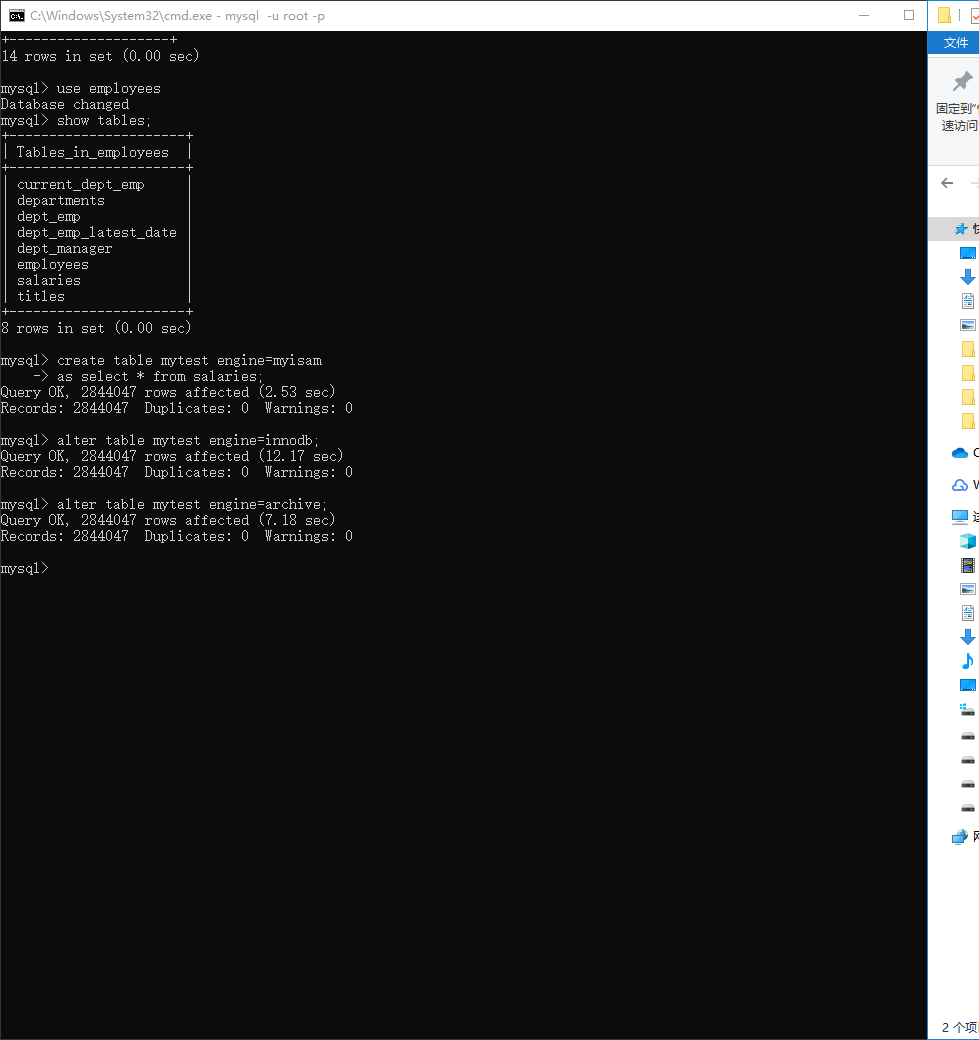 C:\Windows\System32\cmd.exe - mysql -u root -p
+--------------------+
14 rows in set (0.00 sec)
mysql> use employees
Database changed
mysql> show tables;
+----------------------+
| Tables_in_employees  |
+----------------------+
| current_dept_emp     |
| departments          |
| dept_emp             |
| dept_emp_latest_date |
| dept_manager         |
| employees            |
| salaries             |
| titles               |
+----------------------+
8 rows in set (0.00 sec)
mysql> create table mytest engine=myisam
    -> as select * from salaries;
Query OK, 2844047 rows affected (2.53 sec)
Records: 2844047  Duplicates: 0  Warnings: 0
mysql> alter table mytest engine=innodb;
Query OK, 2844047 rows affected (12.17 sec)
Records: 2844047  Duplicates: 0  Warnings: 0
mysql> alter table mytest engine=archive;
Query OK, 2844047 rows affected (7.18 sec)
Records: 2844047  Duplicates: 0  Warnings: 0
mysql>
文件
固定到"
速访问
2 个项